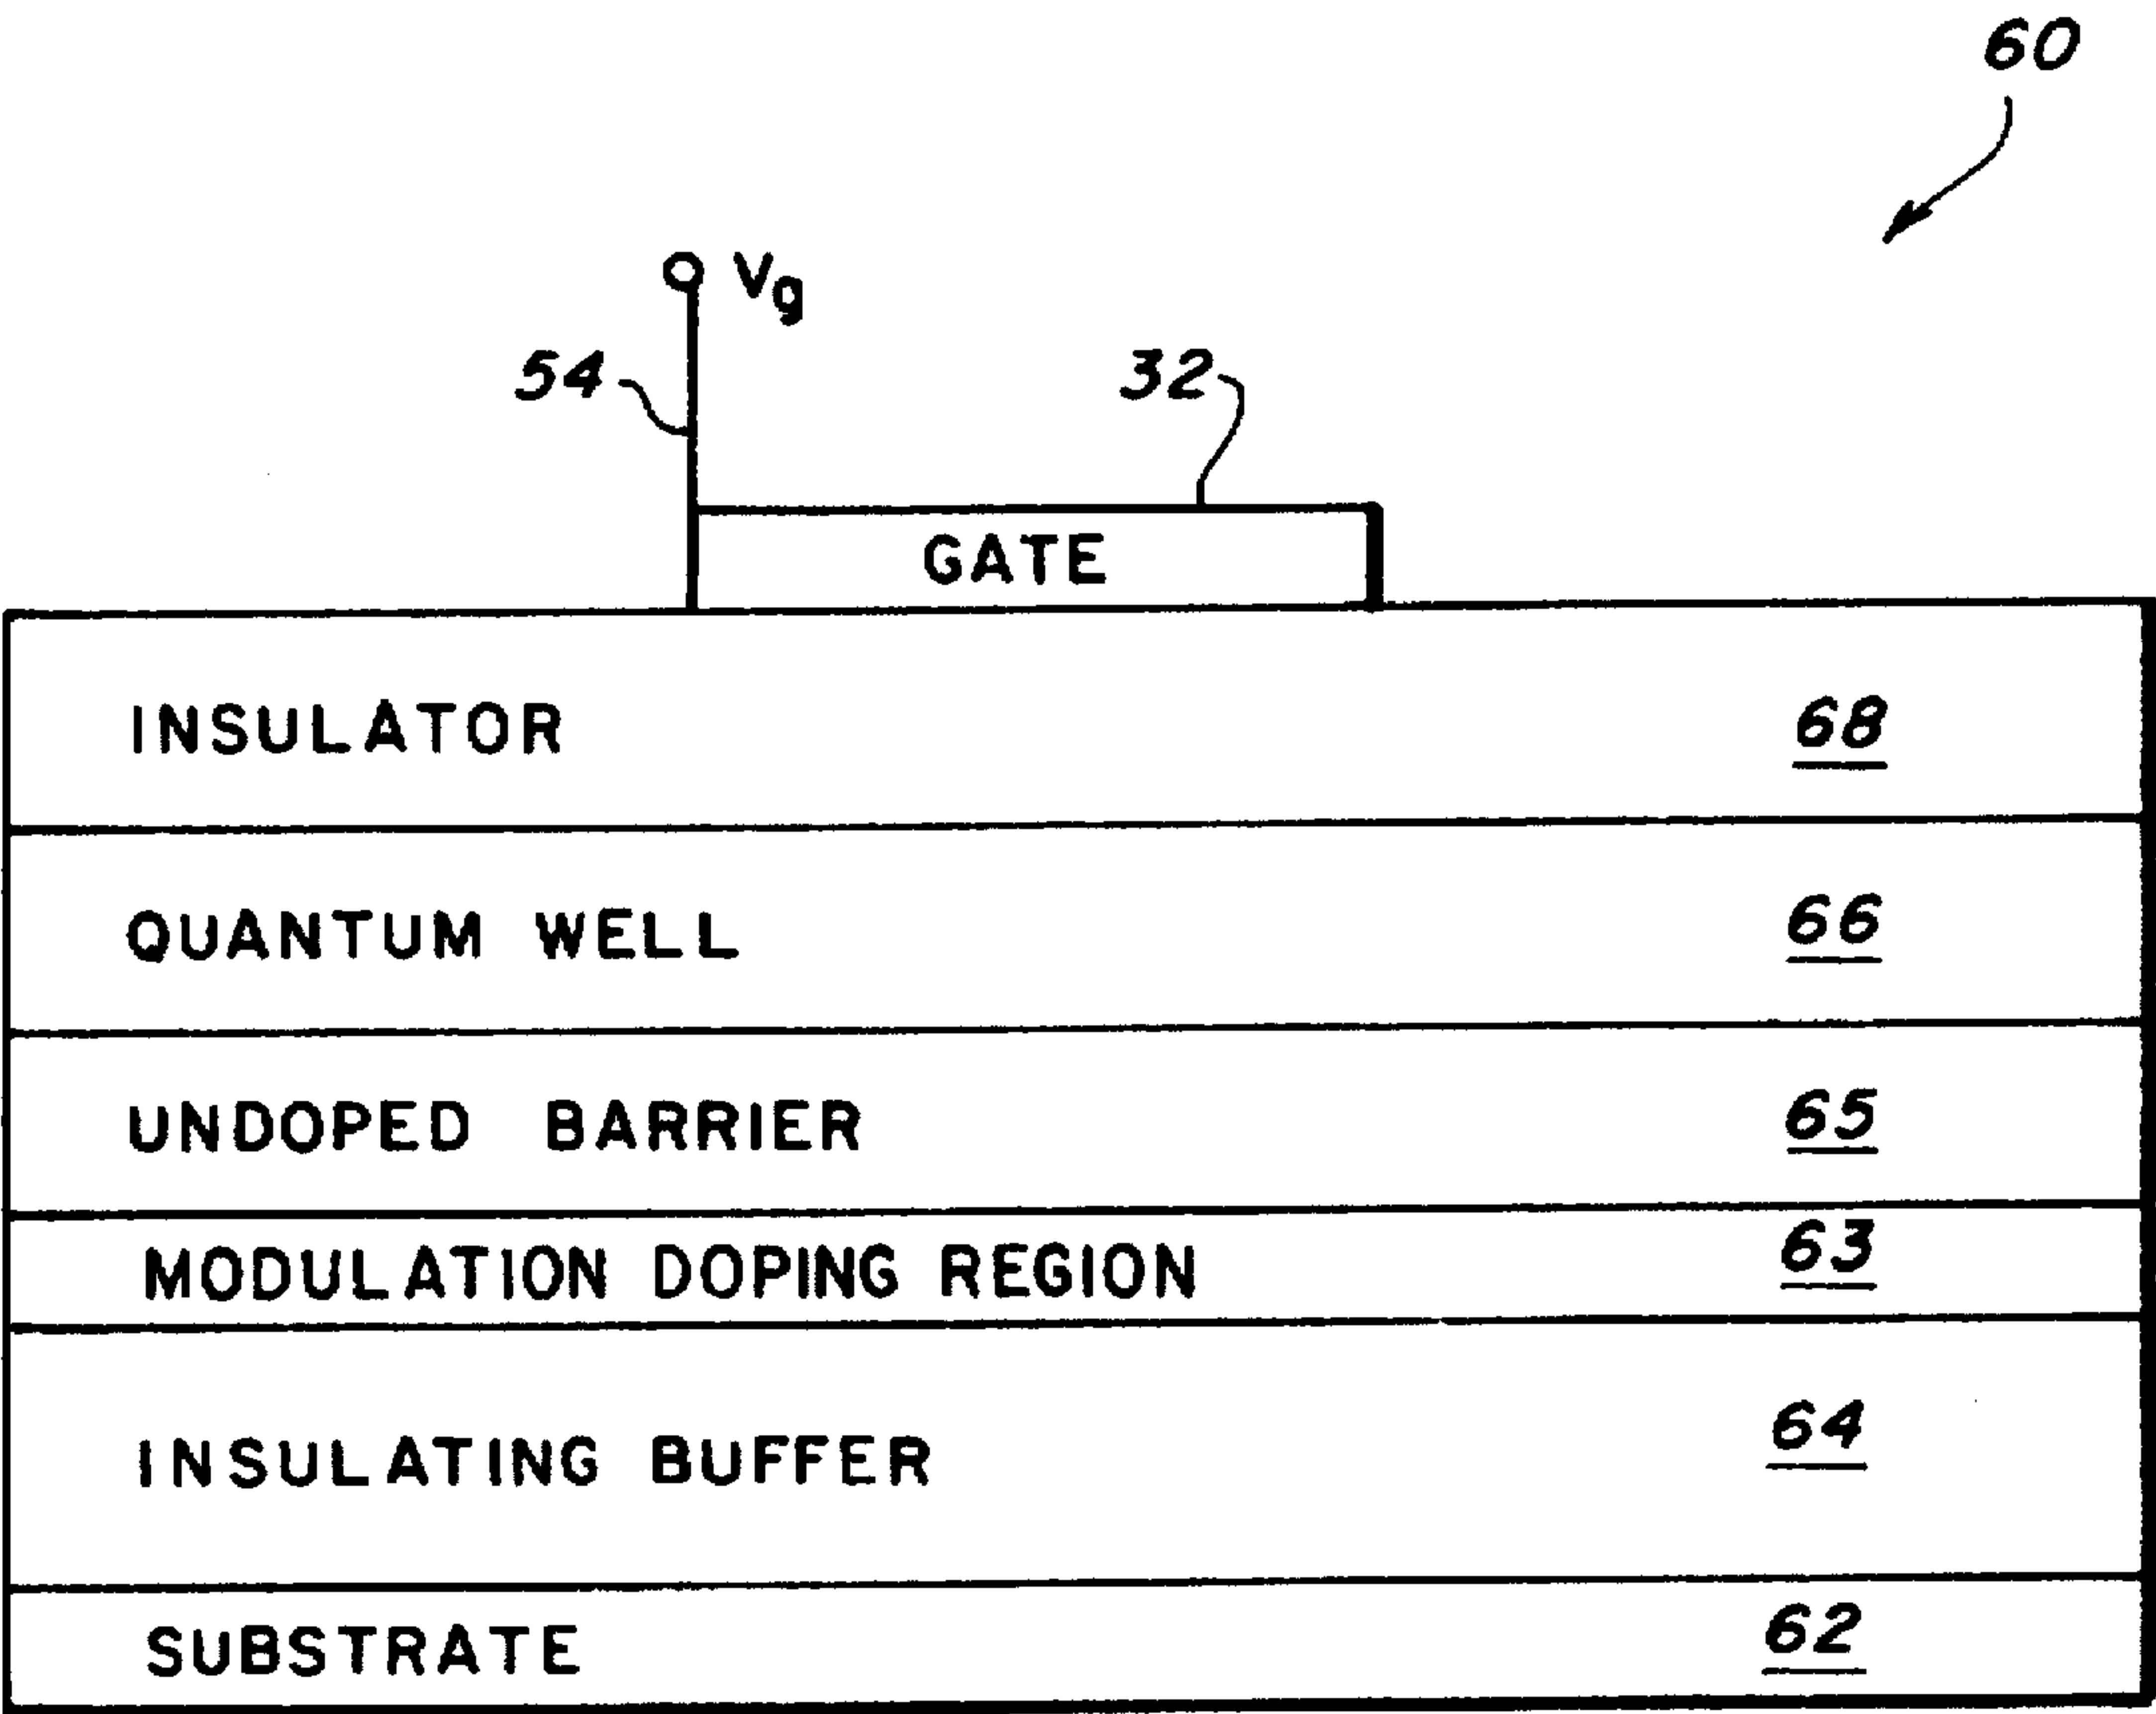 60
Vg
54
32
GATE
INSULATOR 68
QUANTUM WELL 66
UNDOPED BARRIER 65
MODULATION DOPING REGION 63
INSULATING BUFFER 64
SUBSTRATE 62